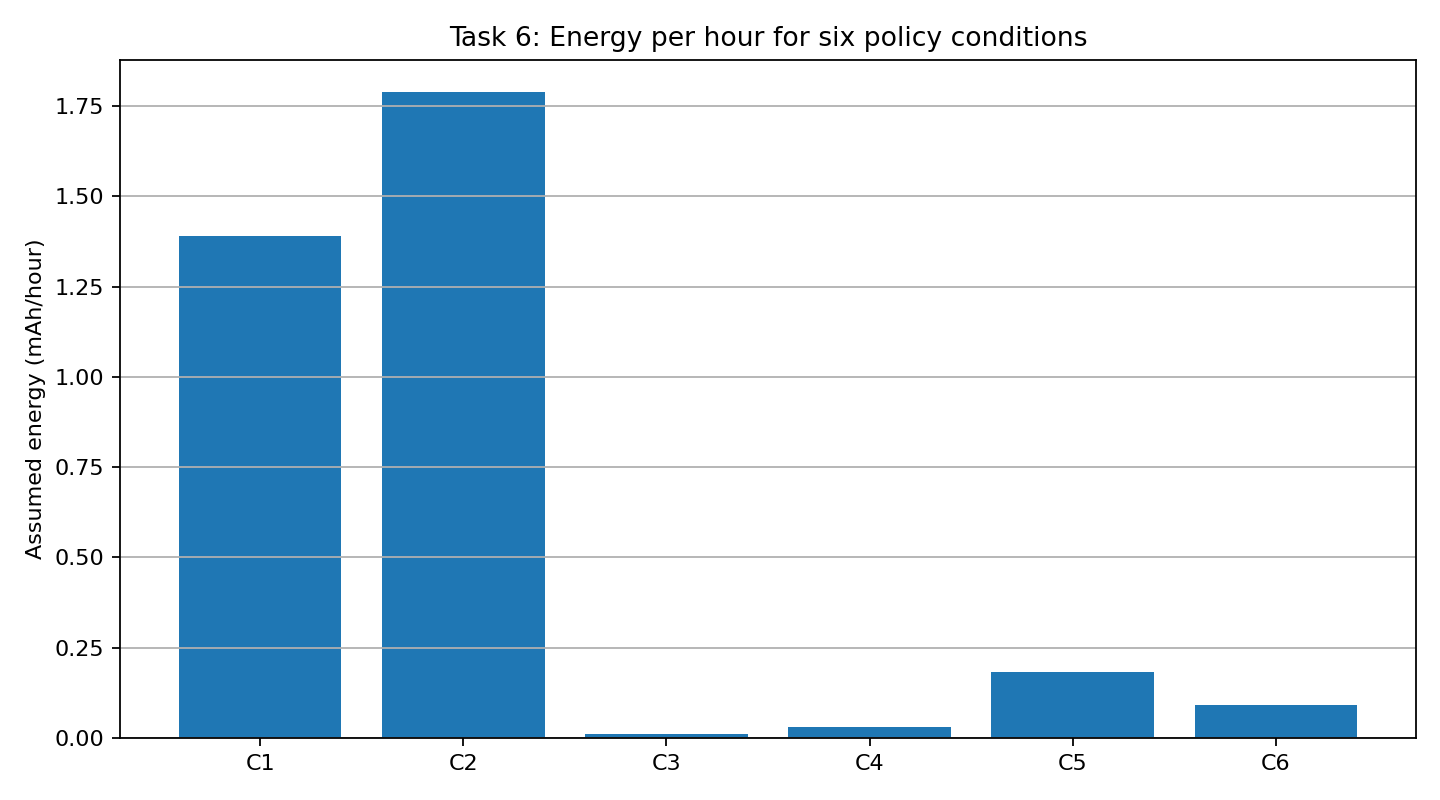 Task 6: Energy per hour for six policy conditions
Assumed energy (mAh/hour)
1.75
1.50
1.25
1.00
0.75
0.50
0.25
0.00
C1 C2 C3 C4 C5 C6